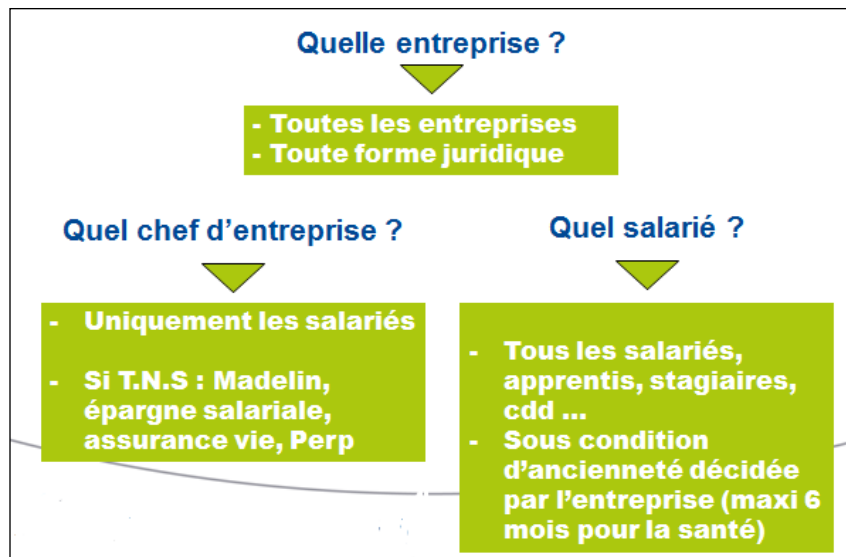 Quelle entreprise ?
- Toutes les entreprises
- Toute forme juridique
Quel chef d'entreprise ?
- Uniquement les salariés
- Si T.N.S : Madelin,
épargne salariale,
assurance vie, Perp
Quel salarié ?
- Tous les salariés,
apprentis, stagiaires,
cdd ...
- Sous condition
d'ancienneté décidée
par l'entreprise (maxi 6
mois pour la santé)